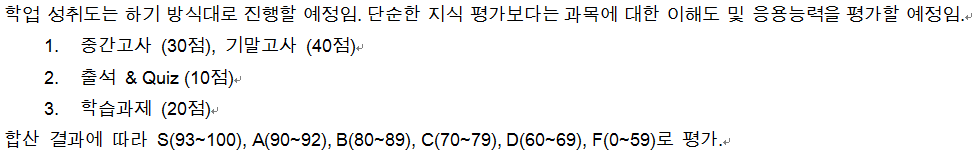 학업 성취도는 하기 방식대로 진행할 예정임. 단순한 지식 평가보다는 과목에 대한 이해도 및 응용능력을 평가할 예정임.
1. 중간고사 (30점), 기말고사 (40점)
2. 출석 & Quiz (10점)
3. 학습과제 (20점)
합산 결과에 따라 S(93~100), A(90~92), B(80~89), C(70~79), D(60~69), F(0~59)로 평가.